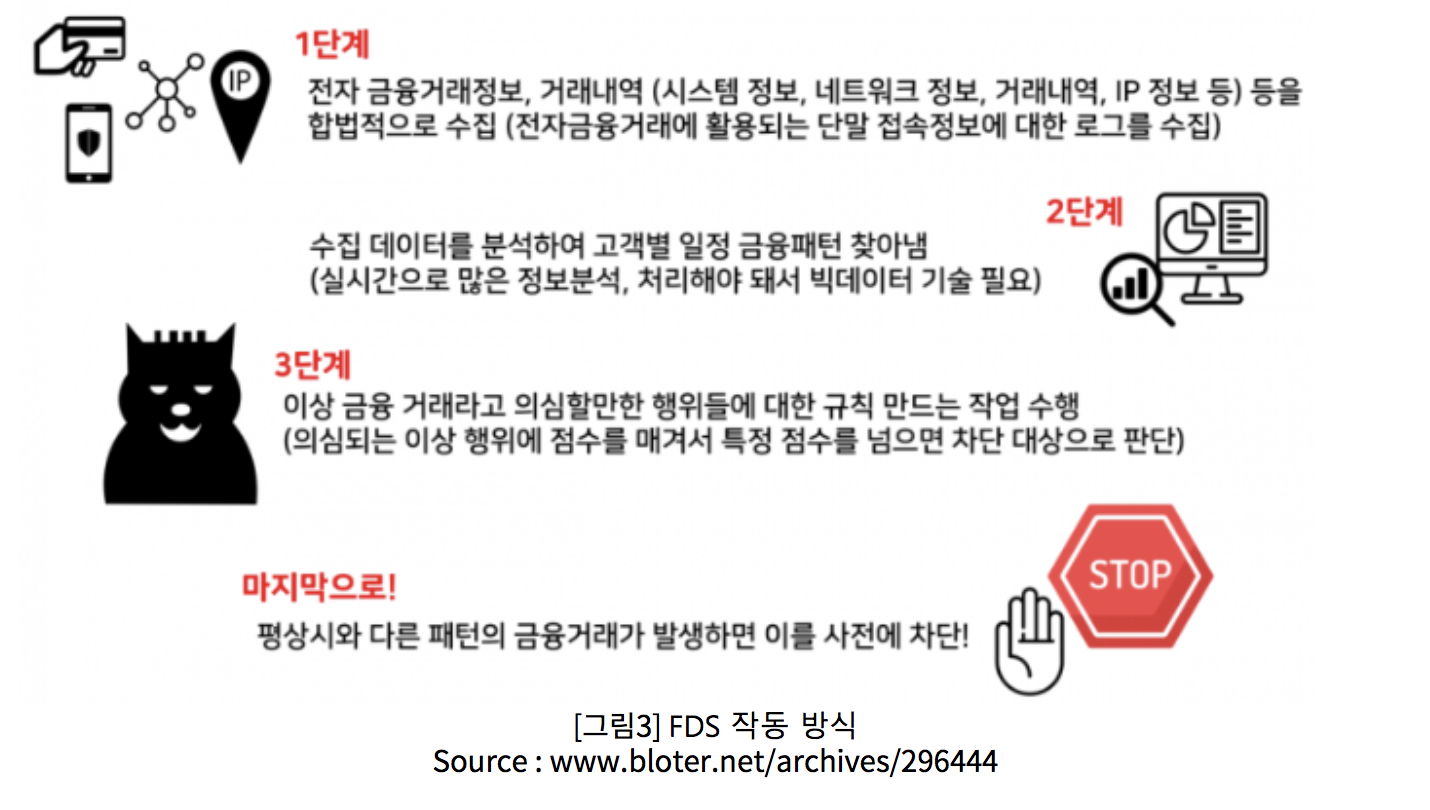 IP
1단계
전자 금융거래정보, 거래내역 (시스템 정보, 네트워크 정보, 거래내역, IP 정보 등) 등을
합법적으로 수집 (전자금융거래에 활용되는 단말 접속정보에 대한 로그를 수집)
2단계
수집 데이터를 분석하여 고객별 일정 금융패턴 찾아냄
(실시간으로 많은 정보분석, 처리해야 돼서 빅데이터 기술 필요)
3단계
이상 금융 거래라고 의심할만한 행위들에 대한 규칙 만드는 작업 수행
(의심되는 이상 행위에 점수를 매겨서 특정 점수를 넘으면 차단 대상으로 판단)
STOP
마지막으로!
평상시와 다른 패턴의 금융거래가 발생하면 이를 사전에 차단!
[그림3] FDS 작동 방식
Source : www.bloter.net/archives/296444